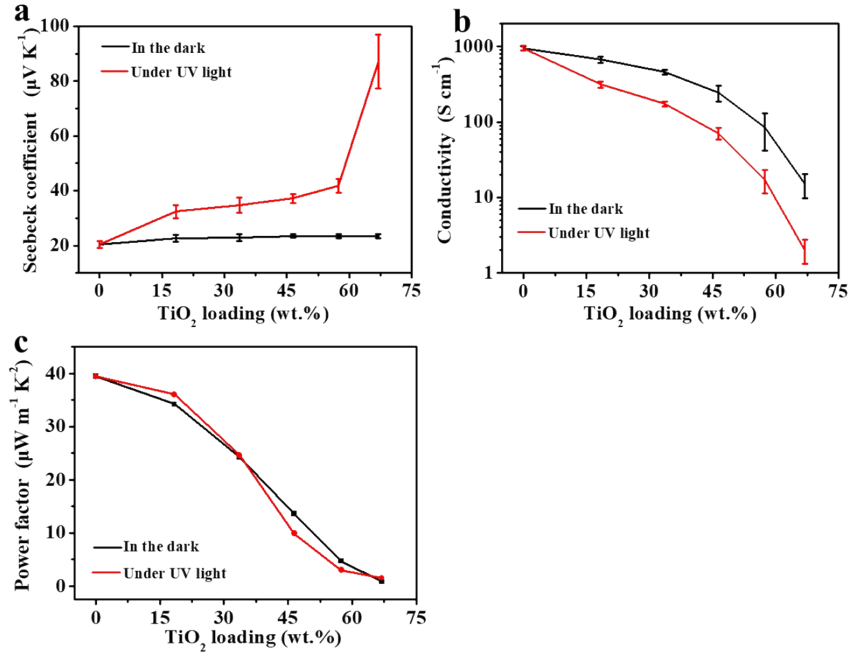 a
100
80
60
40
20
0
15
30
45
60
75
Seebeck coefficient (μV K⁻¹)
TiO₂ loading (wt.%)
In the dark
Under UV light
b
1000
100
10
1
0
15
30
45
60
75
Conductivity (S cm⁻¹)
TiO₂ loading (wt.%)
In the dark
Under UV light
c
40
30
20
10
0
0
15
30
45
60
75
Power factor (μW m⁻¹ K⁻²)
TiO₂ loading (wt.%)
In the dark
Under UV light